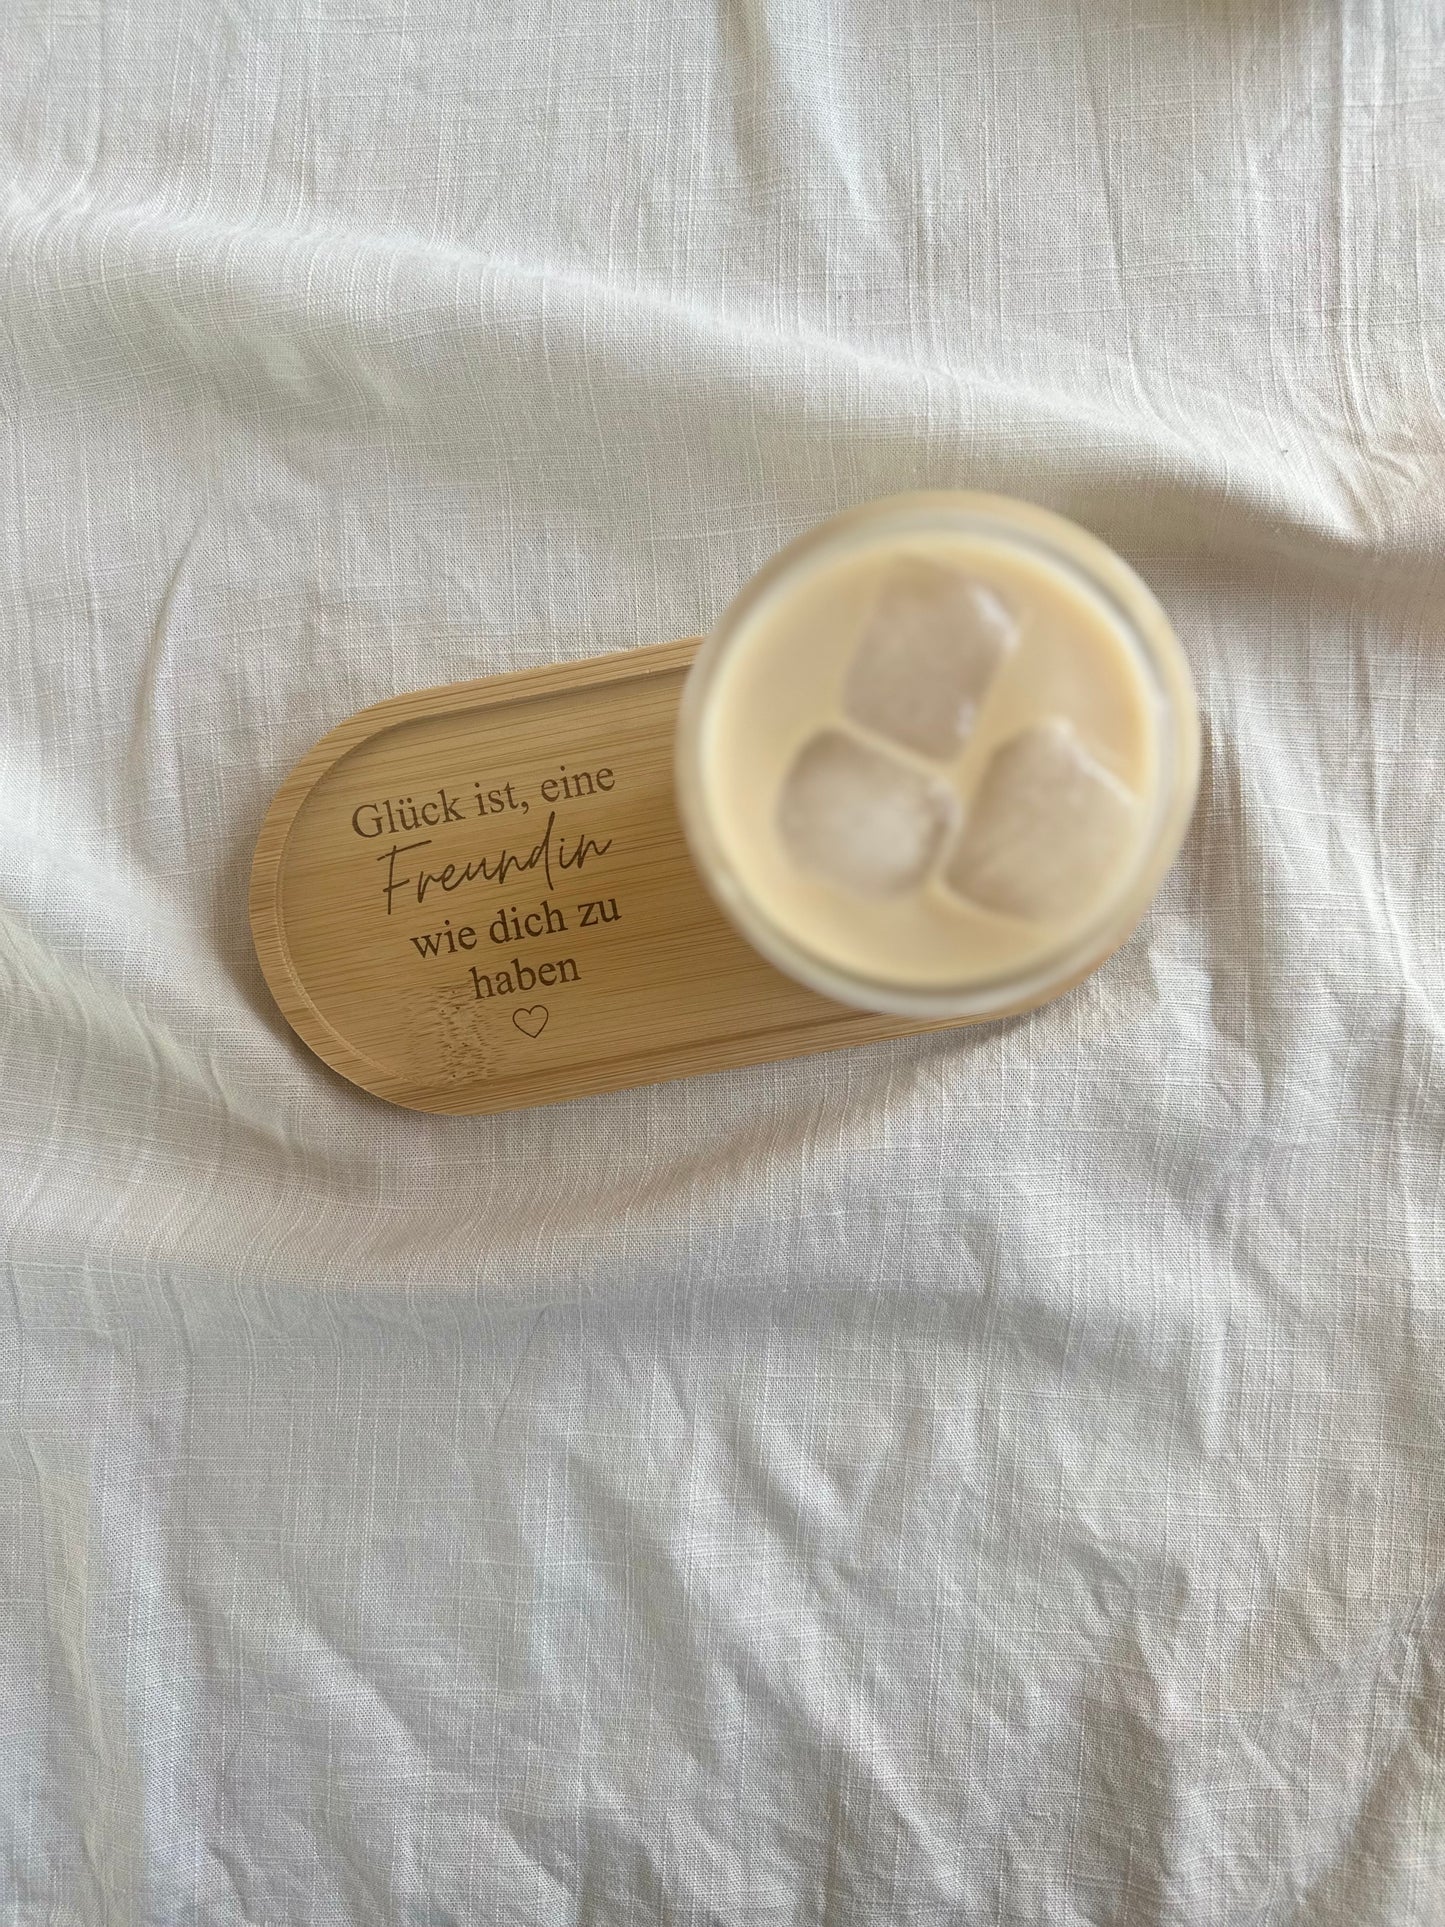 Glück ist, eine
Freundin
wie dich zu
haben